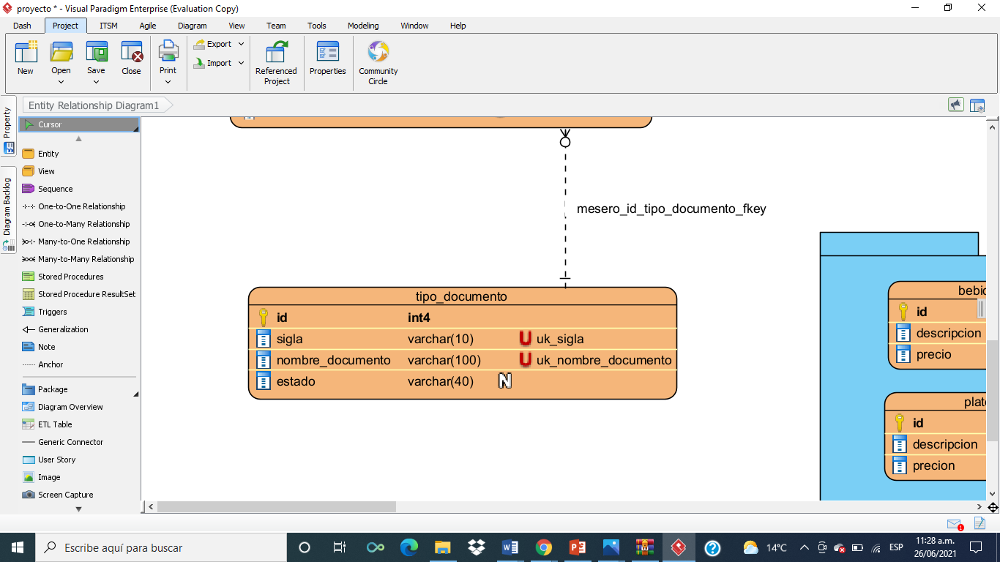 proyecto * - Visual Paradigm Enterprise (Evaluation Copy)
Dash Project ITSM Agile Diagram View Team Tools Modeling Window Help
New Open Save Close Print Export Import Referenced Project Properties Community Circle
Entity Relationship Diagram1
Property
Diagram Backlog
Cursor
Entity
View
Sequence
One-to-One Relationship
One-to-Many Relationship
Many-to-One Relationship
Many-to-Many Relationship
Stored Procedures
Stored Procedure ResultSet
Triggers
Generalization
Note
Anchor
Package
Diagram Overview
ETL Table
Generic Connector
User Story
Image
Screen Capture
mesero_id_tipo_documento_fkey
tipo_documento
id int4
sigla varchar(10) U uk_sigla
nombre_documento varchar(100) U uk_nombre_documento
estado varchar(40) N
bebic
id
descripcion
precio
plato
id
descripcion
precion
1
Escribe aquí para buscar
14°C ESP 11:28 a.m.
26/06/2021